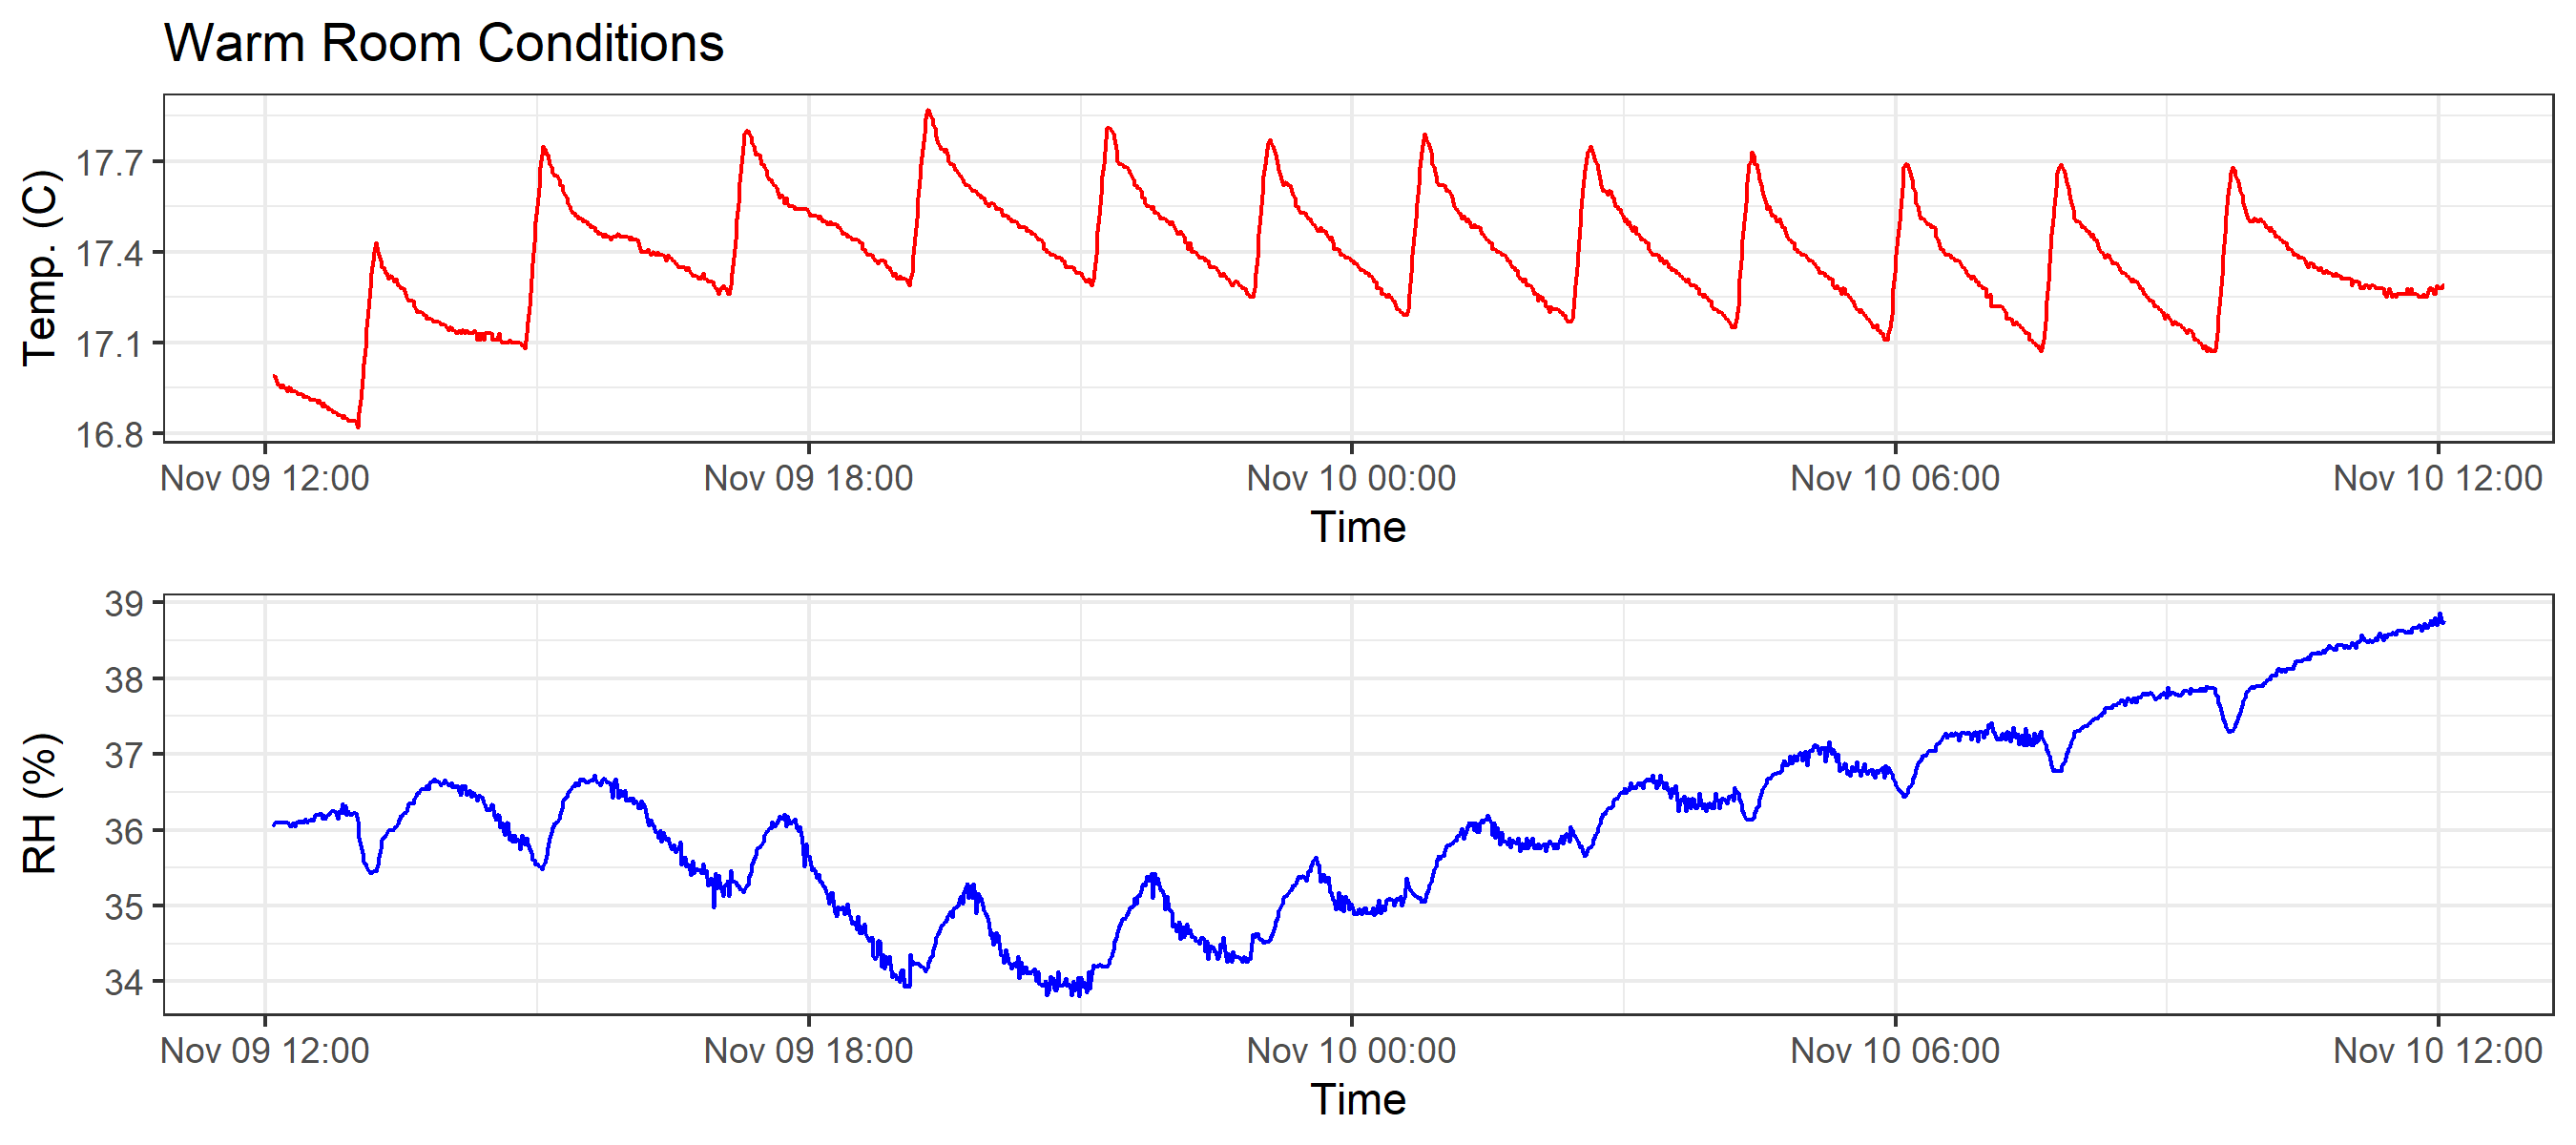 Warm Room Conditions
Temp. (C)
17.7
17.4
17.1
16.8
Nov 09 12:00 Nov 09 18:00 Nov 10 00:00 Nov 10 06:00 Nov 10 12:00
Time
RH (%)
39
38
37
36
35
34
Nov 09 12:00 Nov 09 18:00 Nov 10 00:00 Nov 10 06:00 Nov 10 12:00
Time